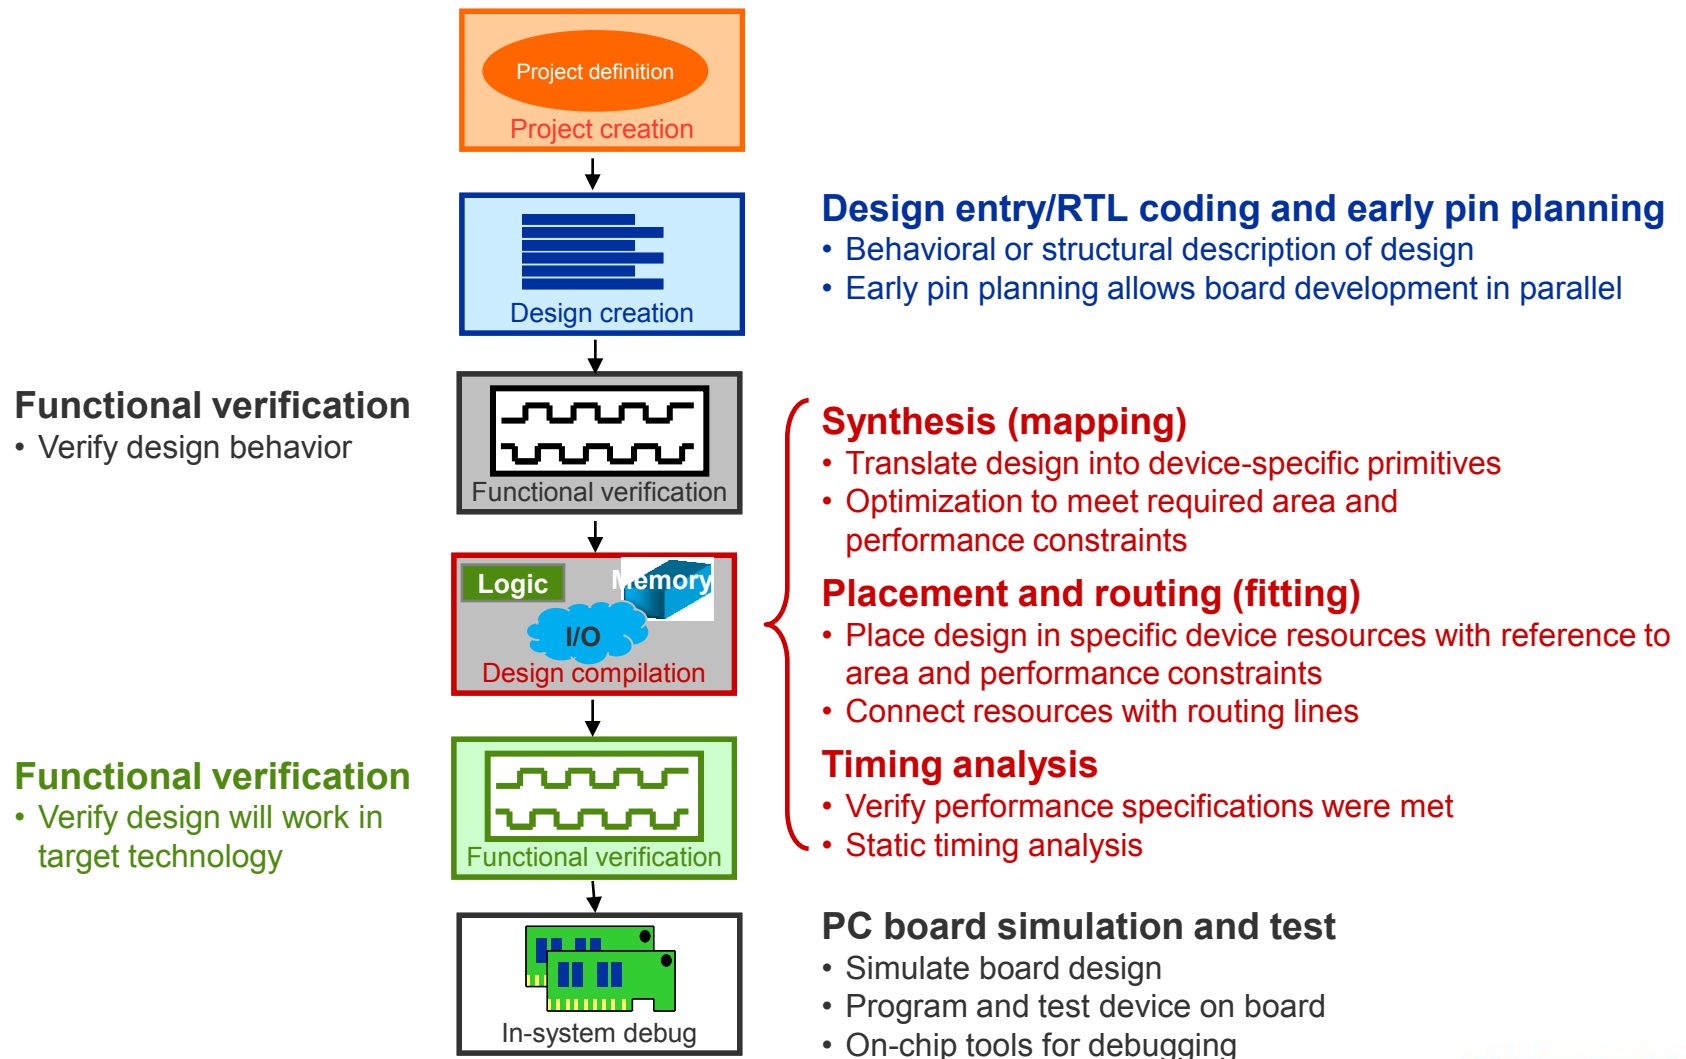 Project definition
Project creation
Design creation
Design entry/RTL coding and early pin planning
• Behavioral or structural description of design
• Early pin planning allows board development in parallel
Functional verification
• Verify design behavior
Functional verification
Logic
Memory
I/O
Design compilation
Synthesis (mapping)
• Translate design into device-specific primitives
• Optimization to meet required area and
performance constraints
Placement and routing (fitting)
• Place design in specific device resources with reference to
area and performance constraints
• Connect resources with routing lines
Timing analysis
• Verify performance specifications were met
• Static timing analysis
Functional verification
• Verify design will work in
target technology
Functional verification
In-system debug
PC board simulation and test
• Simulate board design
• Program and test device on board
• On-chip tools for debugging